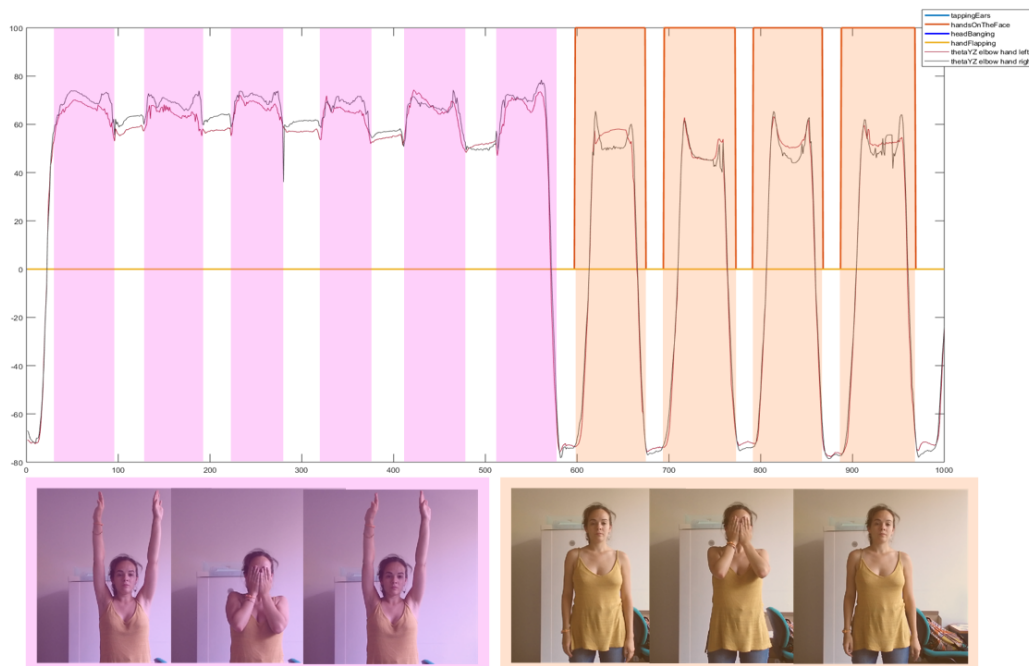 tappingEars
handsOnTheFace
headBanging
handFlapping
thetaYZ elbow hand left
thetaYZ elbow hand right
100
80
60
40
20
0
-20
-40
-60
-80
0 100 200 300 400 500 600 700 800 900 1000